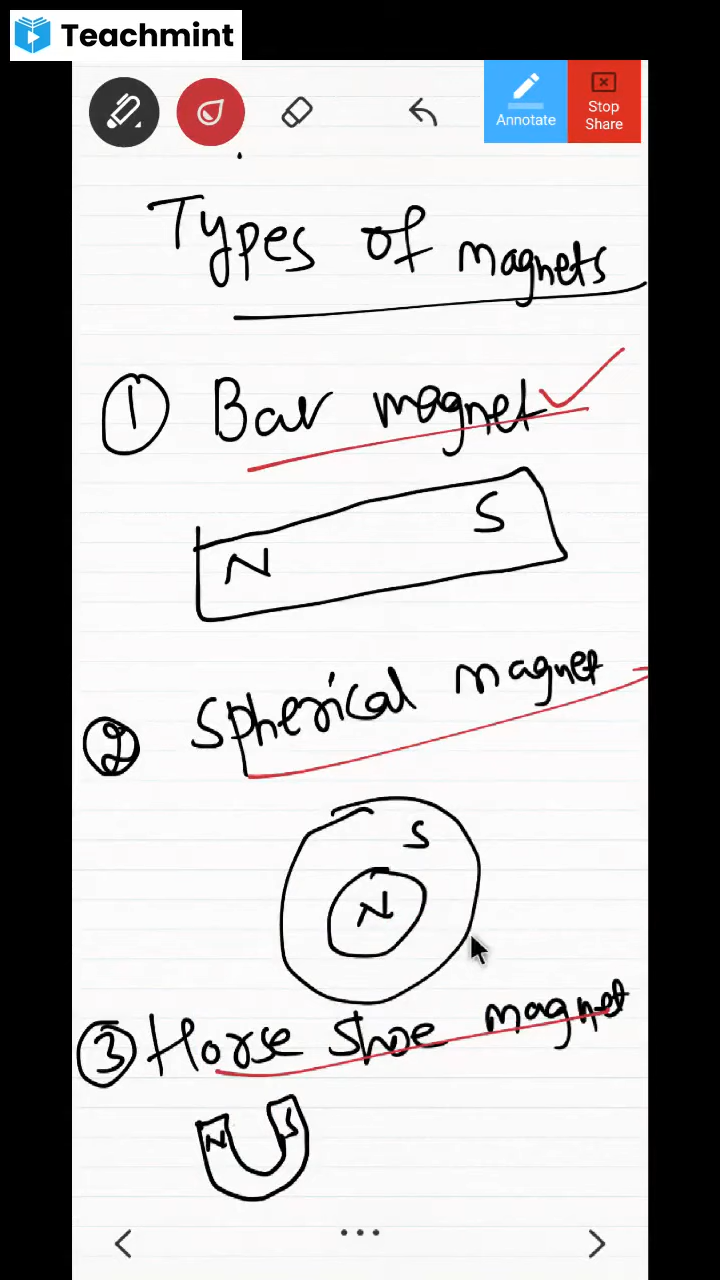 Teachmint
Annotate
Stop
Share
Types of magnets
① Bar magnet
N S
② Spherical magnet
S
N
③ Horse shoe magnet
N S